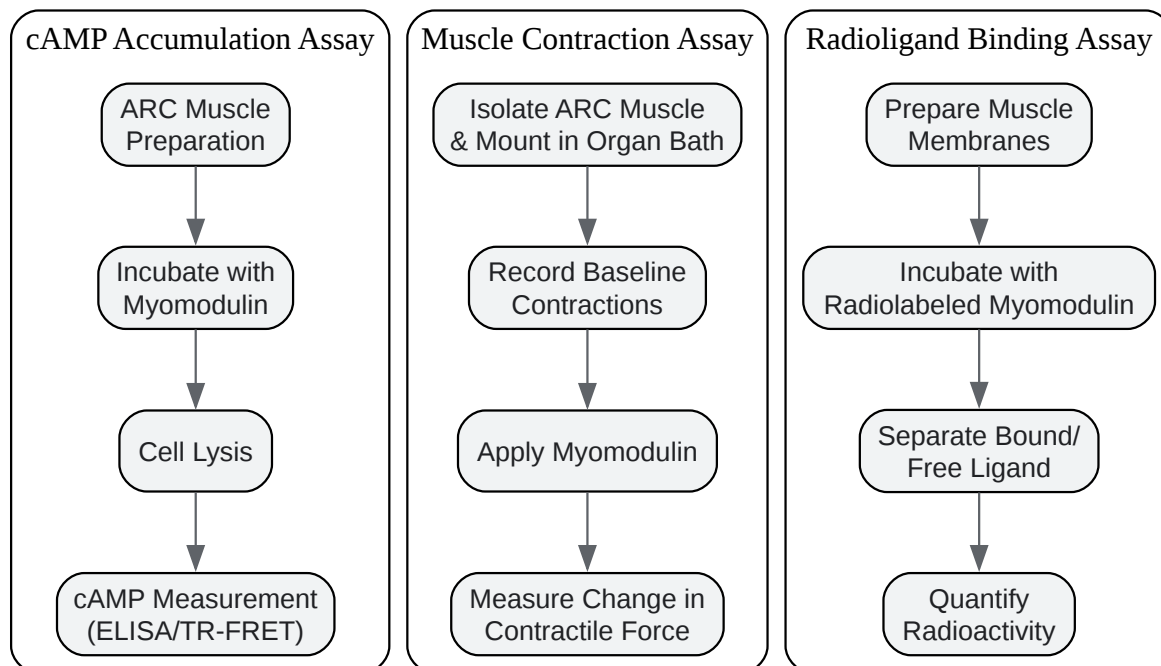 cAMP Accumulation Assay
ARC Muscle
Preparation
Incubate with
Myomodulin
Cell Lysis
cAMP Measurement
(ELISA/TR-FRET)
Muscle Contraction Assay
Isolate ARC Muscle
& Mount in Organ Bath
Record Baseline
Contractions
Apply Myomodulin
Measure Change in
Contractile Force
Radioligand Binding Assay
Prepare Muscle
Membranes
Incubate with
Radiolabeled Myomodulin
Separate Bound/
Free Ligand
Quantify
Radioactivity